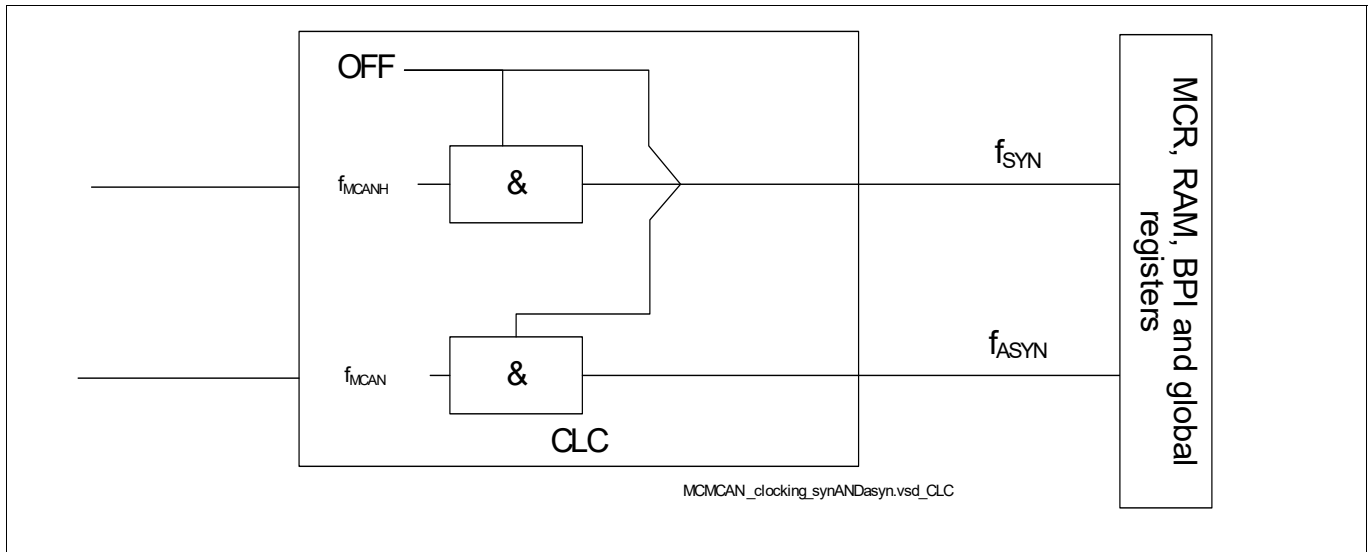 OFF
fMCANH
&
fSYN
fMCAN
&
fASYN
CLC
MCR, RAM, BPI and global
registers
MCMCAN_clocking_synANDasyn.vsd_CLC